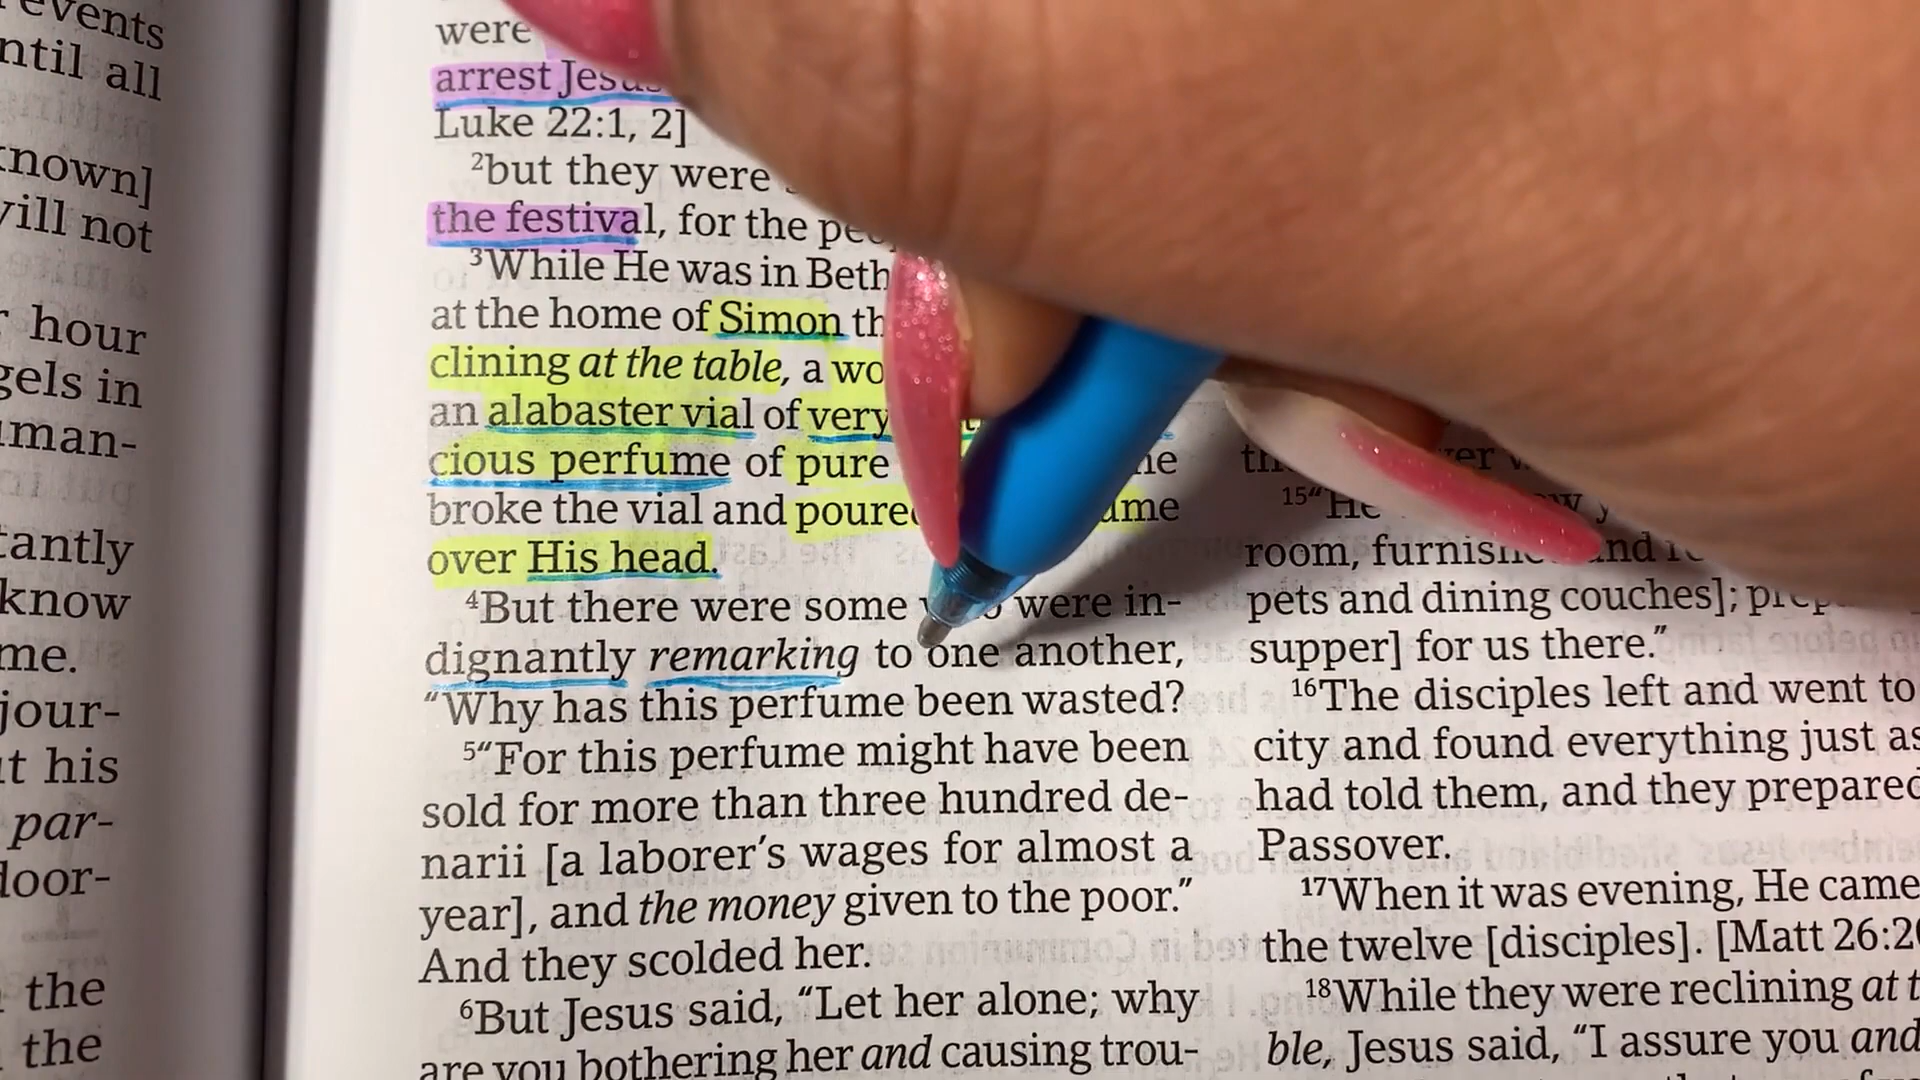 events
ntil all
known]
will not
hour
gels in
uman-
tantly
know
me.
jour-
ut his
par-
door-
the
the
were
arrest Jesus
Luke 22:1, 2]
2but they were
the festival, for the
3While He was in Beth
at the home of Simon th
clining at the table, a wo
an alabaster vial of very
cious perfume of pure
broke the vial and poured
over His head.
4But there were some were in-
dignantly remarking to one another,
“Why has this perfume been wasted?
5“For this perfume might have been
sold for more than three hundred de-
narii [a laborer’s wages for almost a
year], and the money given to the poor.”
And they scolded her.
6But Jesus said, “Let her alone; why
are you bothering her and causing trou-
15“He
room, furnished and
pets and dining couches];
supper] for us there.”
16The disciples left and went to
city and found everything just as
had told them, and they prepared
Passover.
17When it was evening, He came
the twelve [disciples]. [Matt 26:20
18While they were reclining at t
ble, Jesus said, “I assure you and